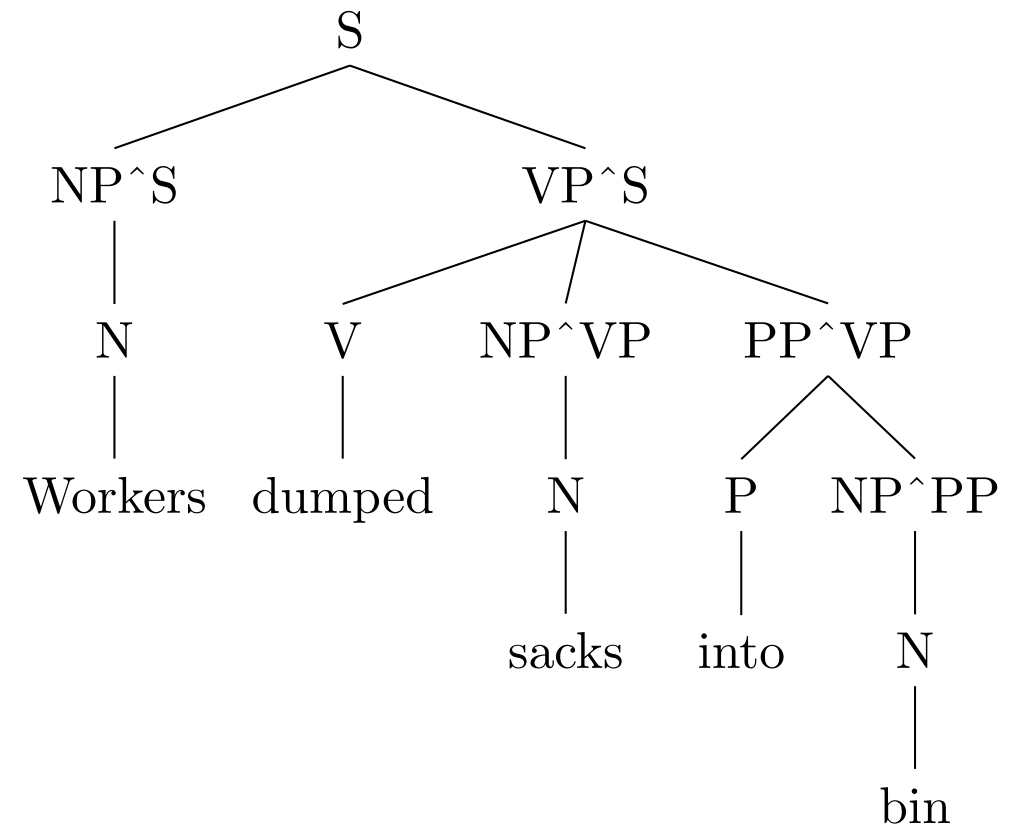 S
NP^S VP^S
N V NP^VP PP^VP
Workers dumped N P NP^PP
sacks into N
bin